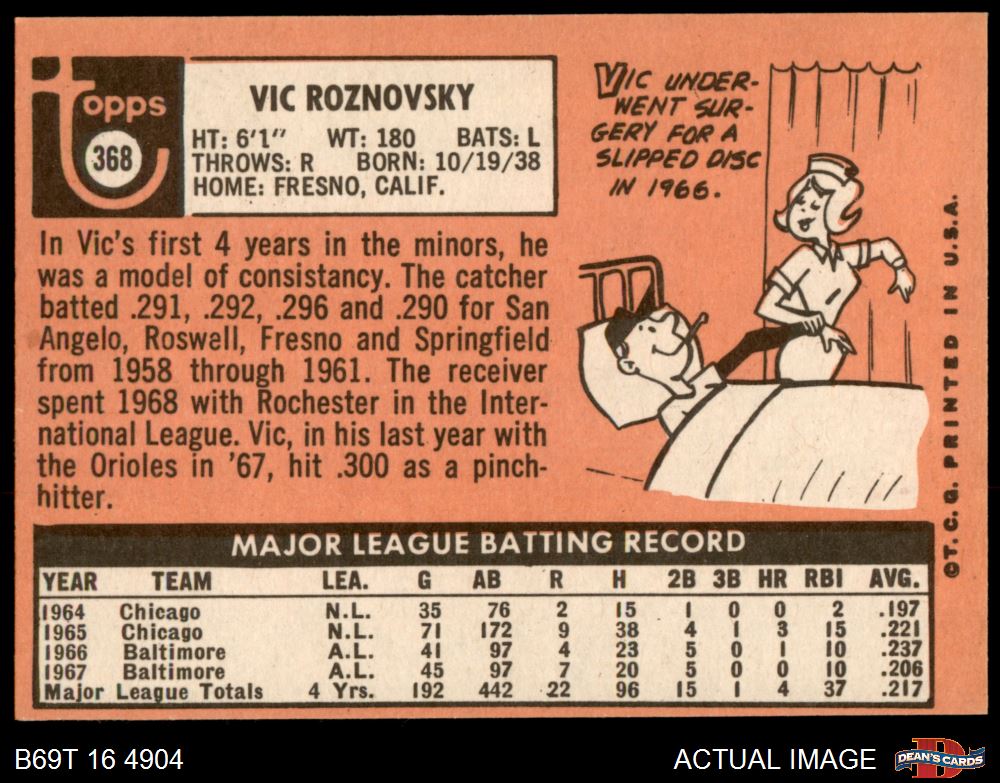 Topps
368
VIC ROZNOVSKY
HT: 6'1" WT: 180 BATS: L
THROWS: R BORN: 10/19/38
HOME: FRESNO, CALIF.
VIC UNDER-
WENT SUR-
GERY FOR A
SLIPPED DISC
IN 1966.
In Vic's first 4 years in the minors, he
was a model of consistancy. The catcher
batted .291, .292, .296 and .290 for San
Angelo, Roswell, Fresno and Springfield
from 1958 through 1961. The receiver
spent 1968 with Rochester in the Inter-
national League. Vic, in his last year with
the Orioles in '67, hit .300 as a pinch-
hitter.
©T. C. G. PRINTED IN U.S.A.
MAJOR LEAGUE BATTING RECORD
YEAR TEAM LEA. G AB R H 2B 3B HR RBI AVG.
1964 Chicago N.L. 35 76 2 15 1 0 0 2 .197
1965 Chicago N.L. 71 172 9 38 4 1 3 15 .221
1966 Baltimore A.L. 41 97 4 23 5 0 1 10 .237
1967 Baltimore A.L. 45 97 7 20 5 0 0 10 .206
Major League Totals 4 Yrs. 192 442 22 96 15 1 4 37 .217
B69T 16 4904
ACTUAL IMAGE
DEAN'S CARDS